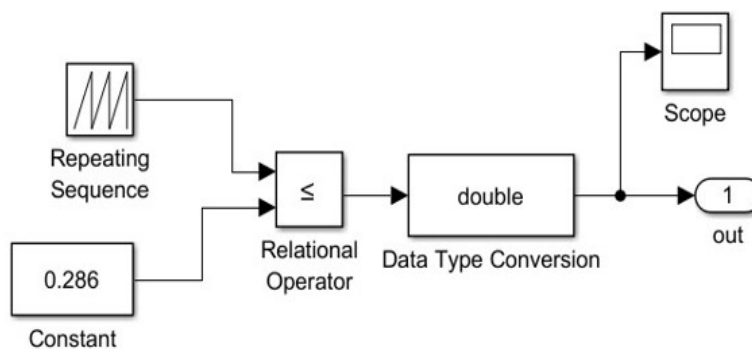 Scope
Repeating
Sequence
≤
double
1
Relational
Operator
Data Type Conversion
out
0.286
Constant